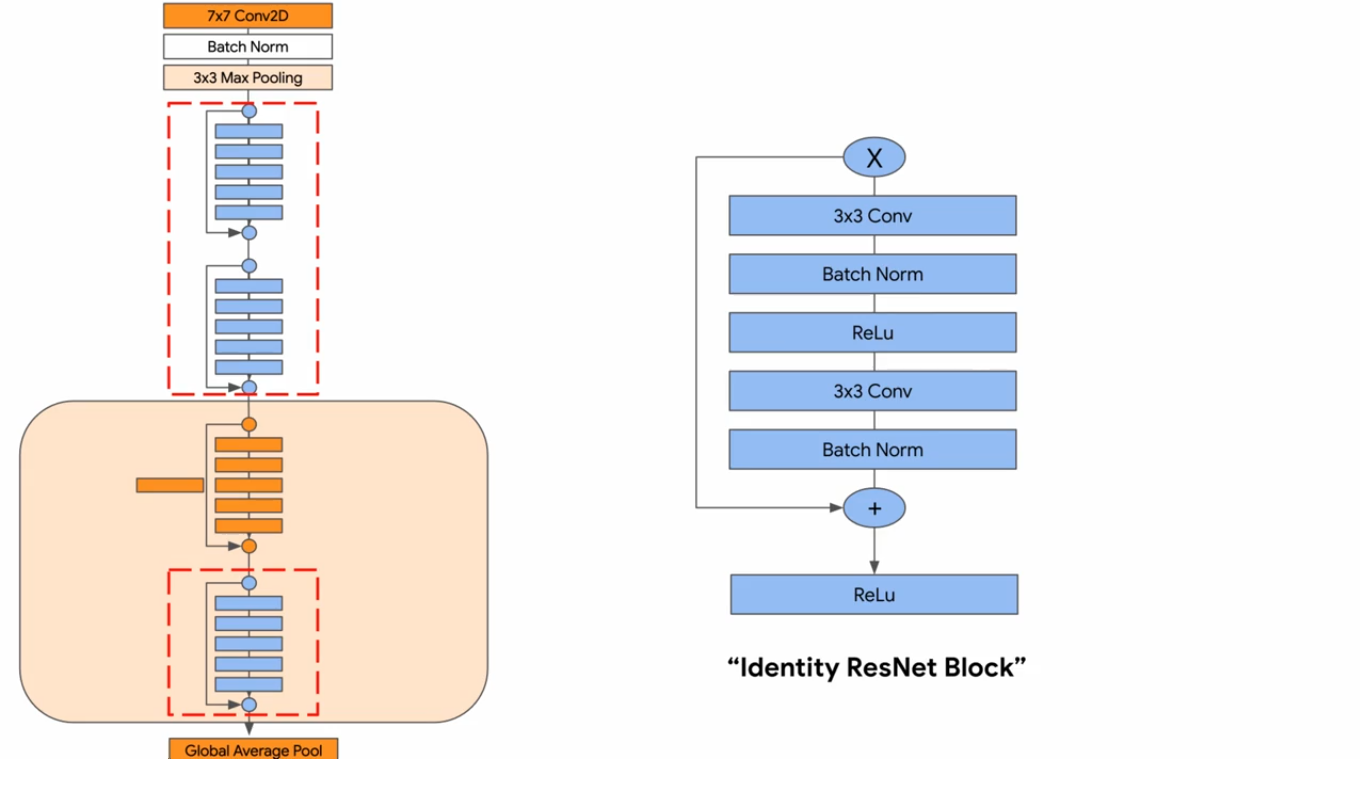 7x7 Conv2D
Batch Norm
3x3 Max Pooling
Global Average Pool
X
3x3 Conv
Batch Norm
ReLu
3x3 Conv
Batch Norm
+
ReLu
“Identity ResNet Block”